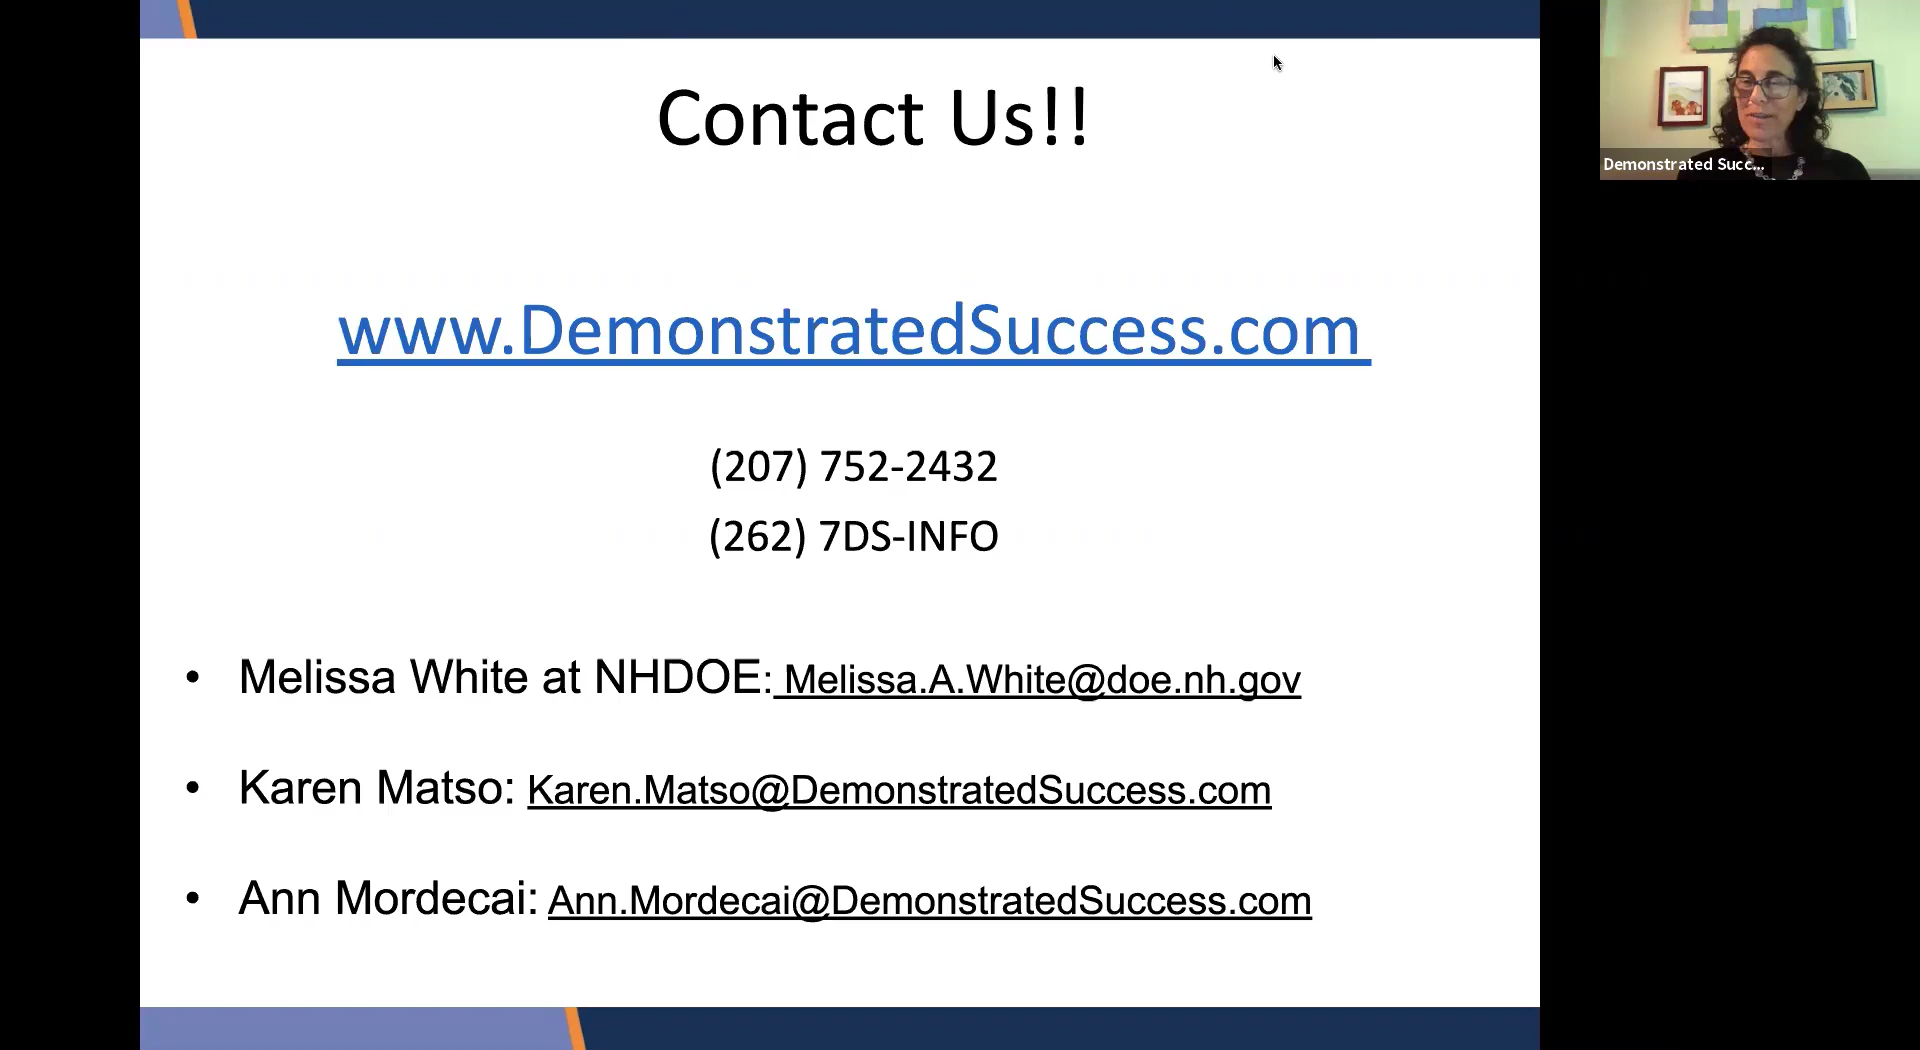 Contact Us!!
www.DemonstratedSuccess.com
(207) 752-2432
(262) 7DS-INFO
• Melissa White at NHDOE: Melissa.A.White@doe.nh.gov
• Karen Matso: Karen.Matso@DemonstratedSuccess.com
• Ann Mordecai: Ann.Mordecai@DemonstratedSuccess.com
Demonstrated Succ...